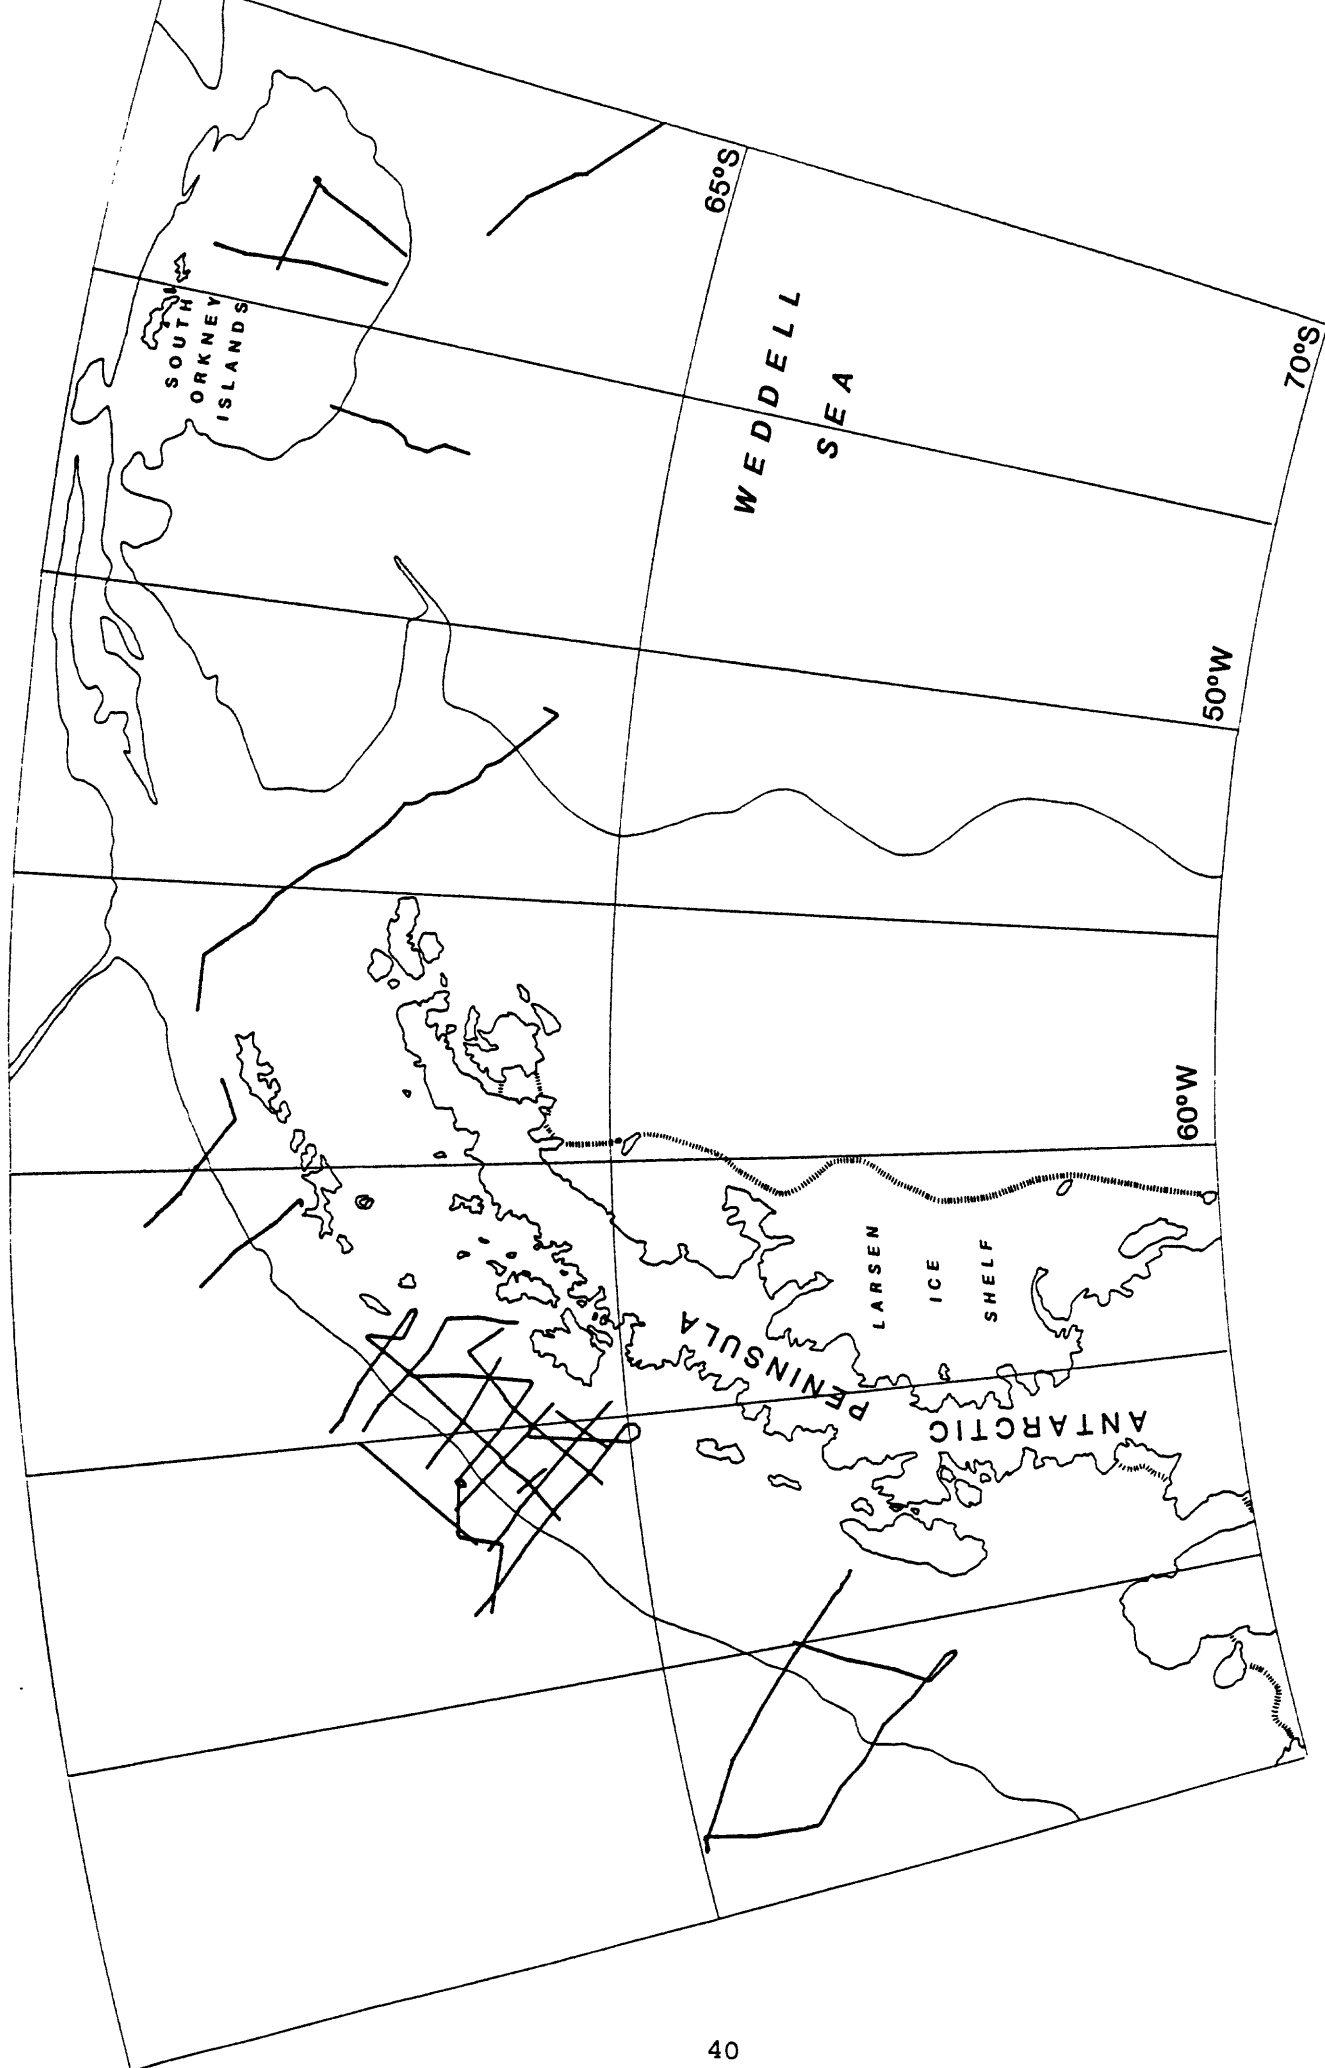 SOUTH
ORKNEY
ISLANDS
65°S
WEDDELL
SEA
70°S
50°W
60°W
LARSEN
ICE
SHELF
ANTARCTIC
PENINSULA
40